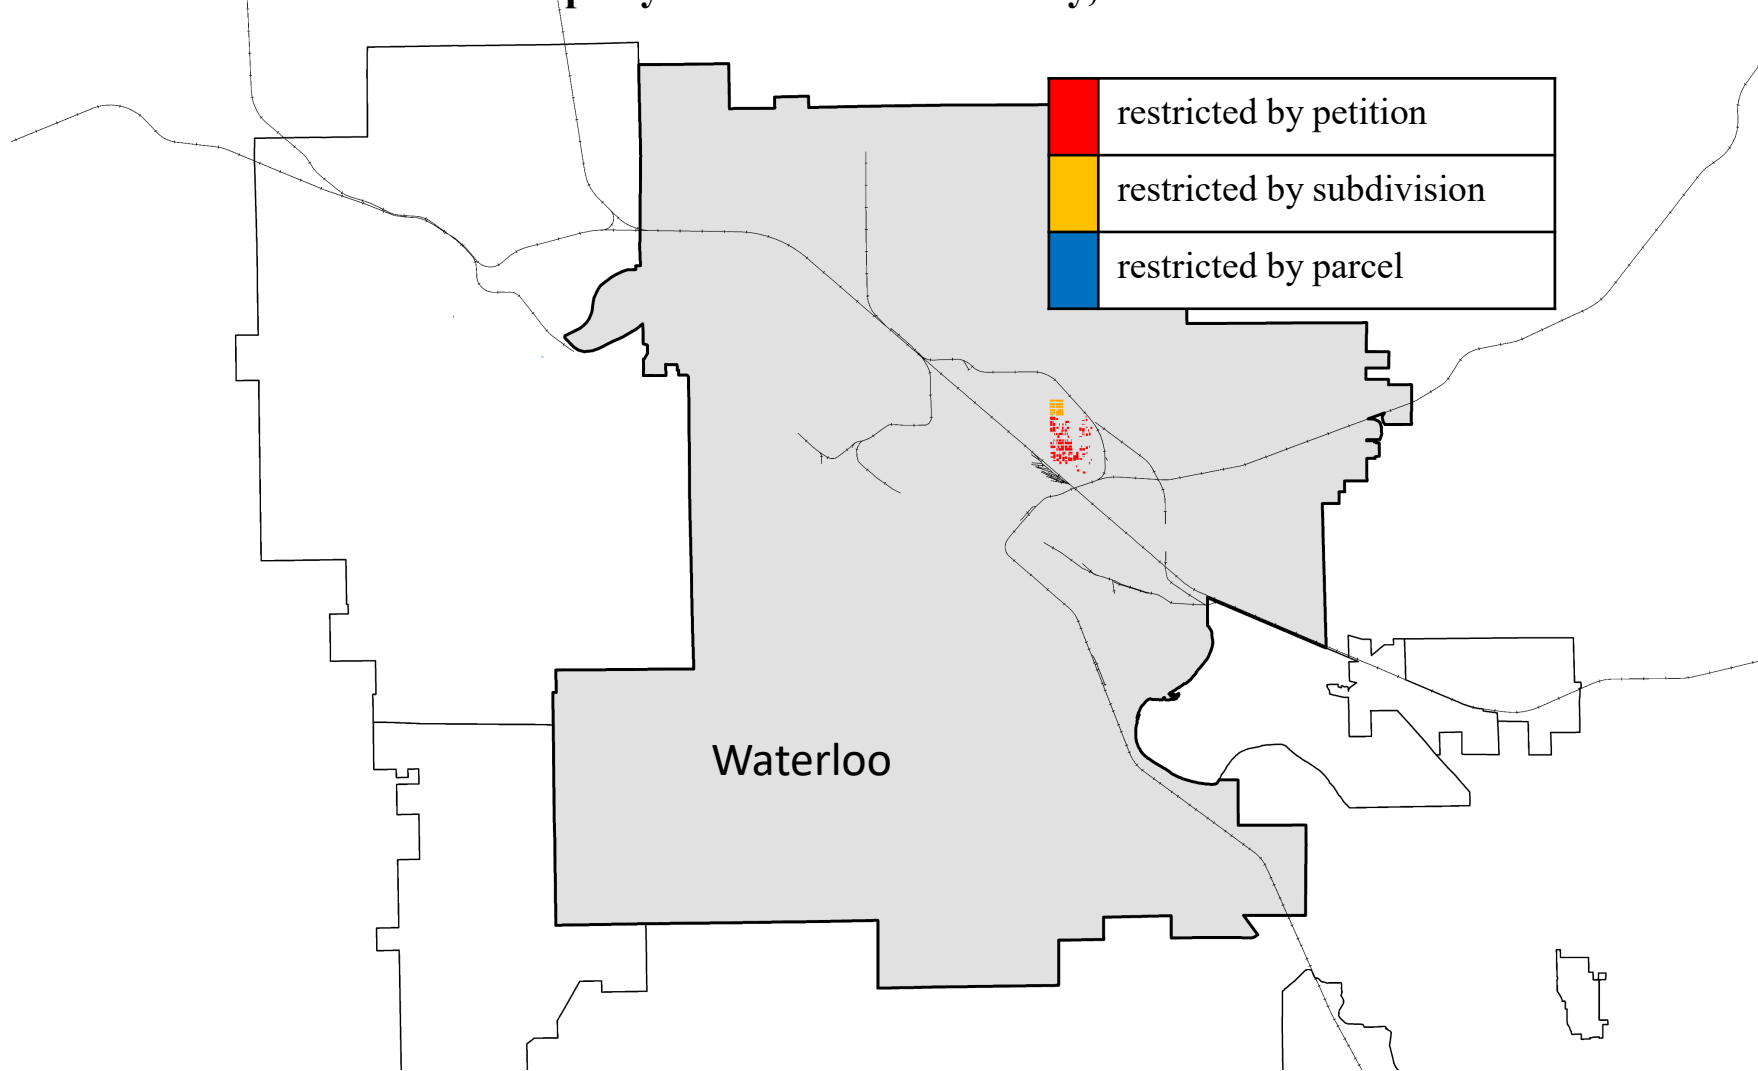 restricted by petition
restricted by subdivision
restricted by parcel
Waterloo